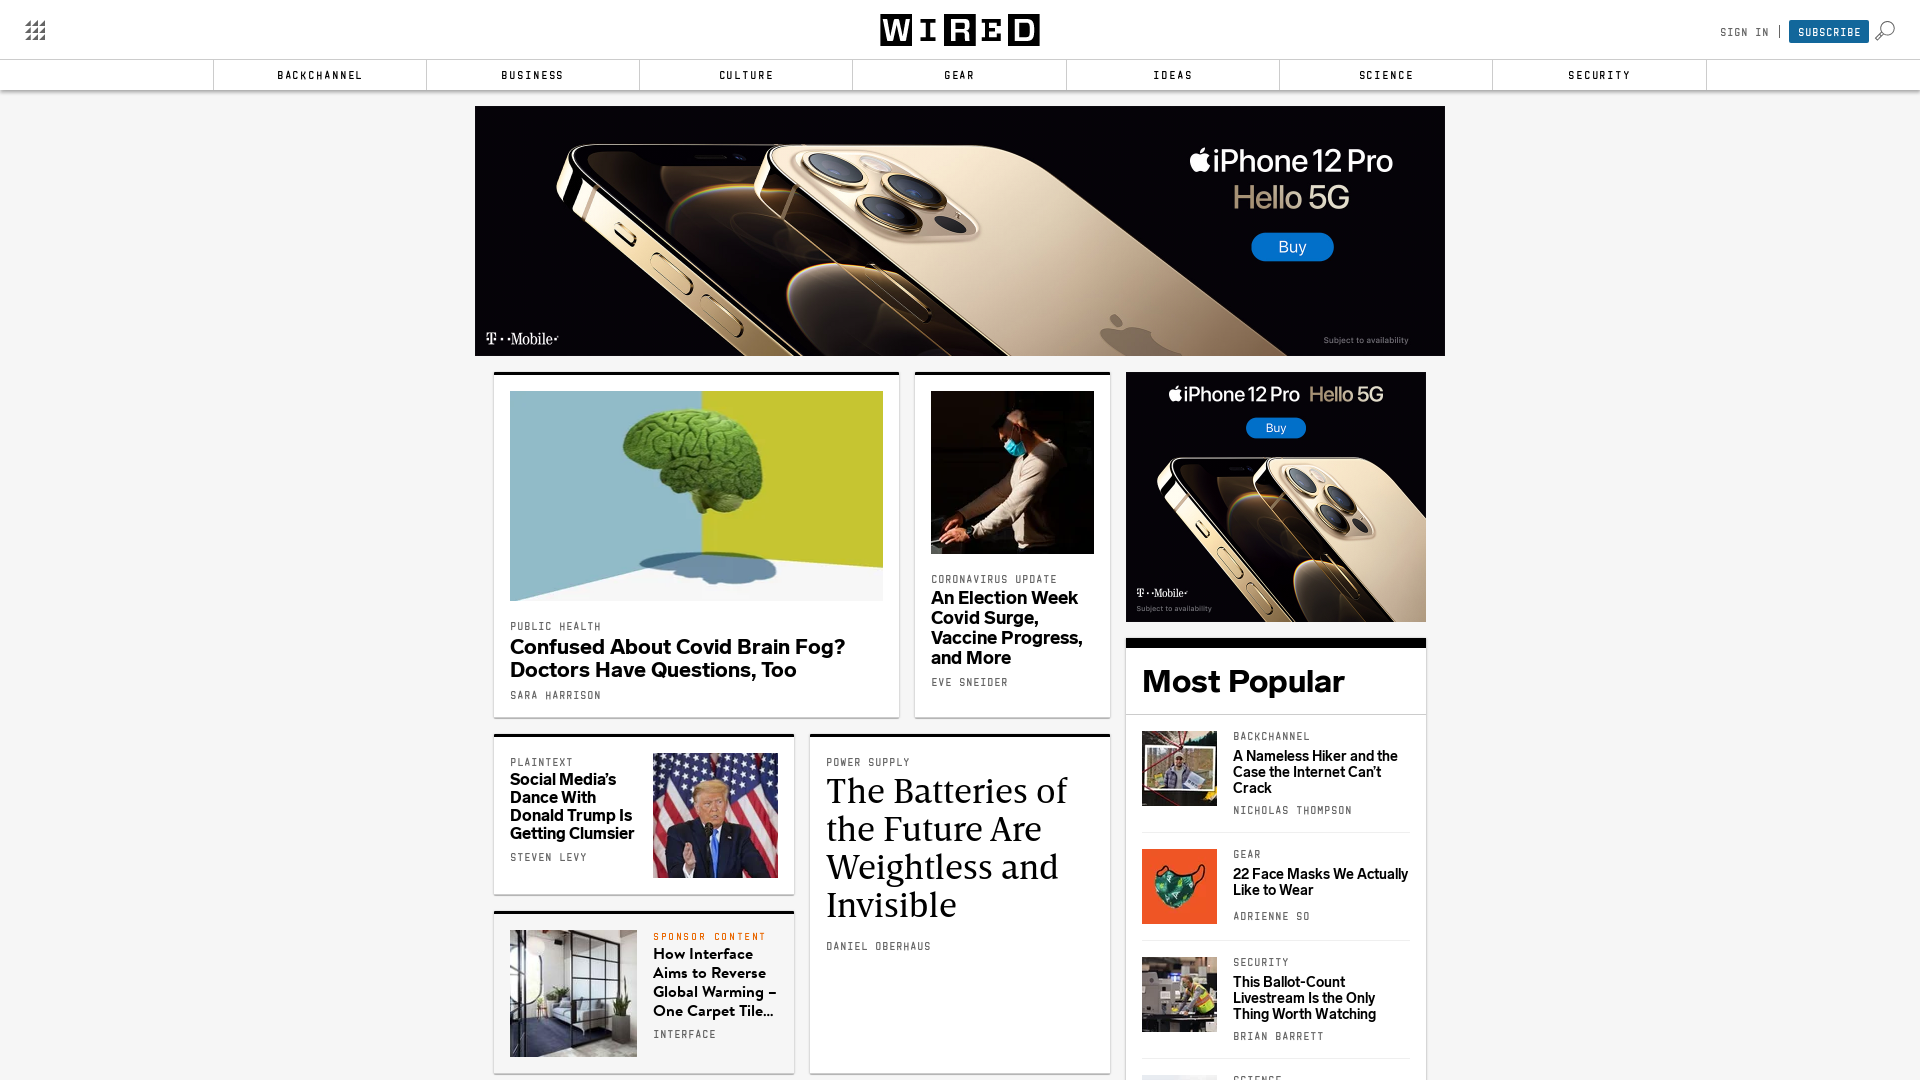 WIRED
SIGN IN
SUBSCRIBE
BACKCHANNEL
BUSINESS
CULTURE
GEAR
IDEAS
SCIENCE
SECURITY
iPhone 12 Pro
Hello 5G
Buy
T··Mobile·
Subject to availability
PUBLIC HEALTH
Confused About Covid Brain Fog?
Doctors Have Questions, Too
SARA HARRISON
CORONAVIRUS UPDATE
An Election Week
Covid Surge,
Vaccine Progress,
and More
EVE SNEIDER
iPhone 12 Pro Hello 5G
Buy
T··Mobile·
Subject to availability
PLAINTEXT
Social Media’s
Dance With
Donald Trump Is
Getting Clumsier
STEVEN LEVY
SPONSOR CONTENT
How Interface
Aims to Reverse
Global Warming –
One Carpet Tile...
INTERFACE
POWER SUPPLY
The Batteries of
the Future Are
Weightless and
Invisible
DANIEL OBERHAUS
Most Popular
BACKCHANNEL
A Nameless Hiker and the
Case the Internet Can’t
Crack
NICHOLAS THOMPSON
GEAR
22 Face Masks We Actually
Like to Wear
ADRIENNE SO
SECURITY
This Ballot-Count
Livestream Is the Only
Thing Worth Watching
BRIAN BARRETT
SCIENCE